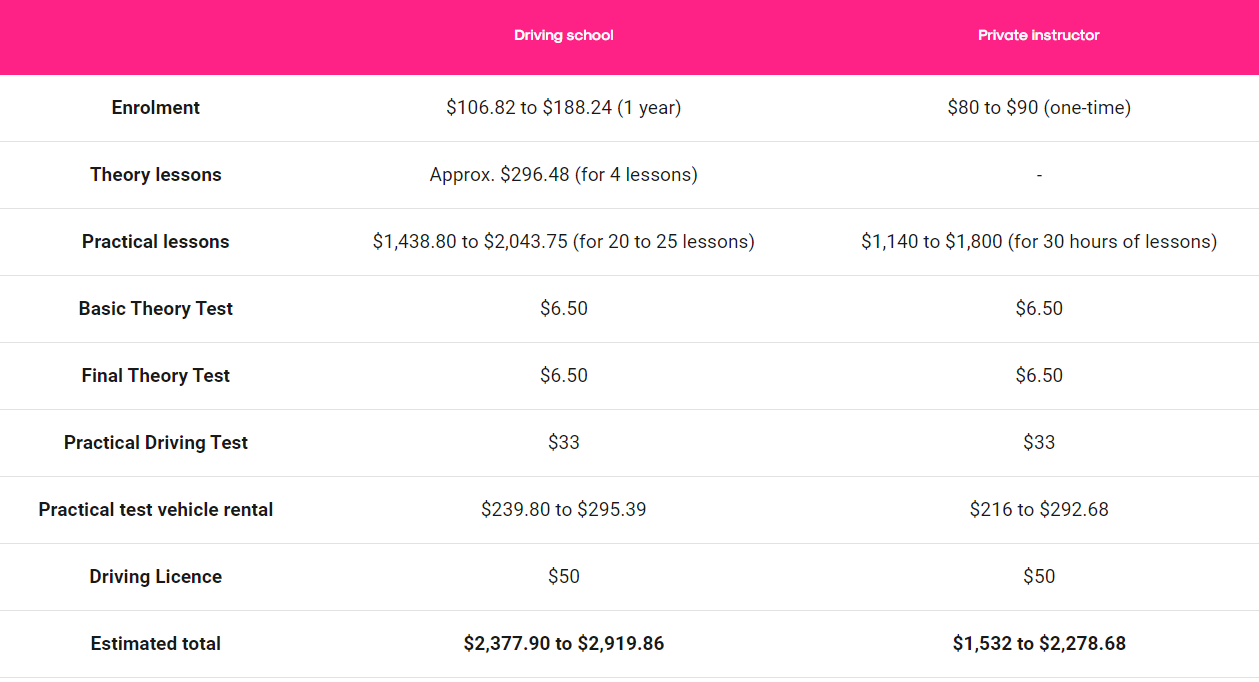 Driving school Private instructor
Enrolment $106.82 to $188.24 (1 year) $80 to $90 (one-time)
Theory lessons Approx. $296.48 (for 4 lessons) -
Practical lessons $1,438.80 to $2,043.75 (for 20 to 25 lessons) $1,140 to $1,800 (for 30 hours of lessons)
Basic Theory Test $6.50 $6.50
Final Theory Test $6.50 $6.50
Practical Driving Test $33 $33
Practical test vehicle rental $239.80 to $295.39 $216 to $292.68
Driving Licence $50 $50
Estimated total $2,377.90 to $2,919.86 $1,532 to $2,278.68